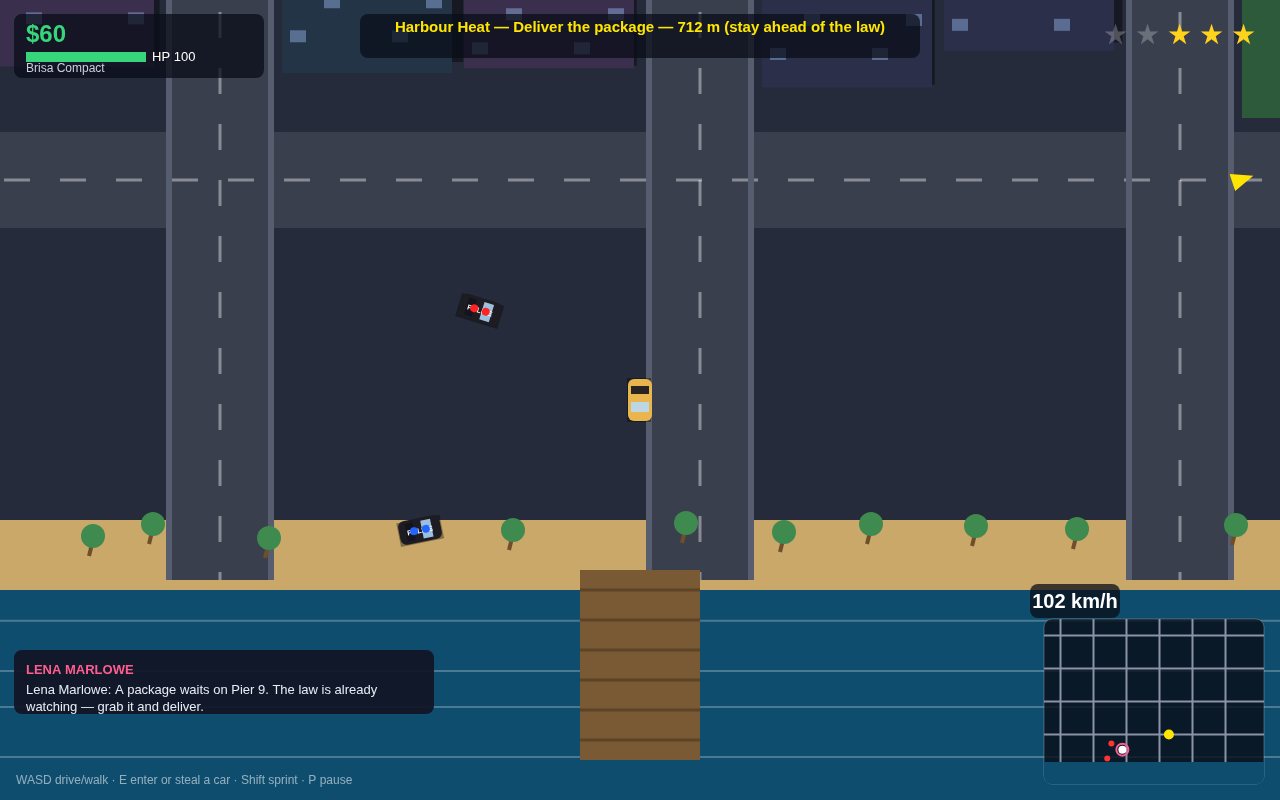 $60
HP 100
Brisa Compact
Harbour Heat — Deliver the package — 712 m (stay ahead of the law)
102 km/h
LENA MARLOWE
Lena Marlowe: A package waits on Pier 9. The law is already
watching — grab it and deliver.
WASD drive/walk · E enter or steal a car · Shift sprint · P pause